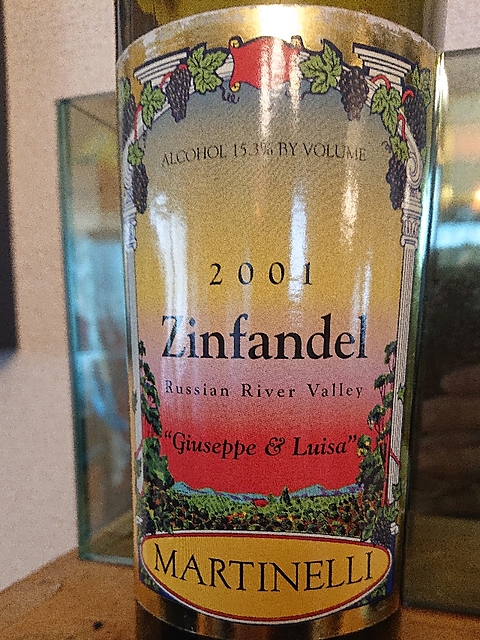 ALCOHOL 15.3% BY VOLUME
2001
Zinfandel
Russian River Valley
"Giuseppe & Luisa"
MARTINELLI